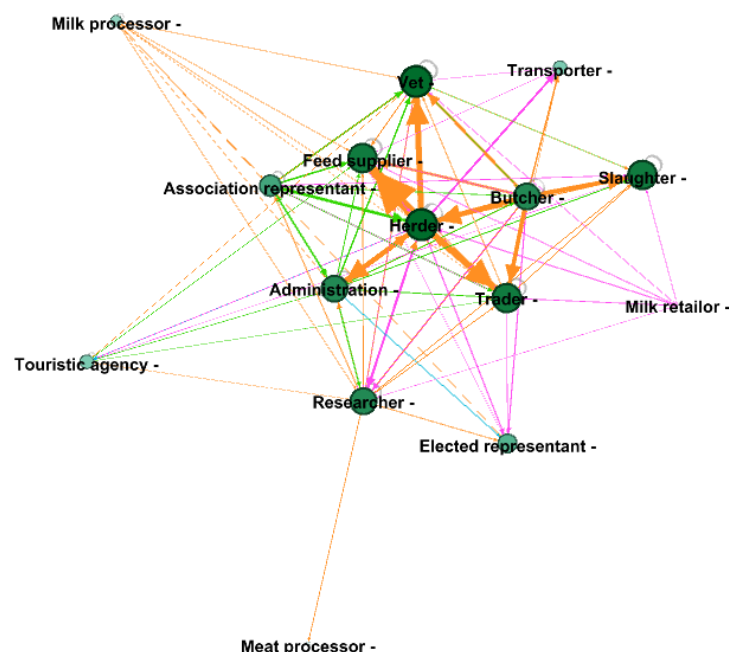 Milk processor -
Transporter -
Vet -
Feed supplier -
Slaughter -
Association representant -
Butcher -
Herder -
Administration -
Trader -
Milk retailor -
Touristic agency -
Researcher -
Elected representant -
Meat processor -